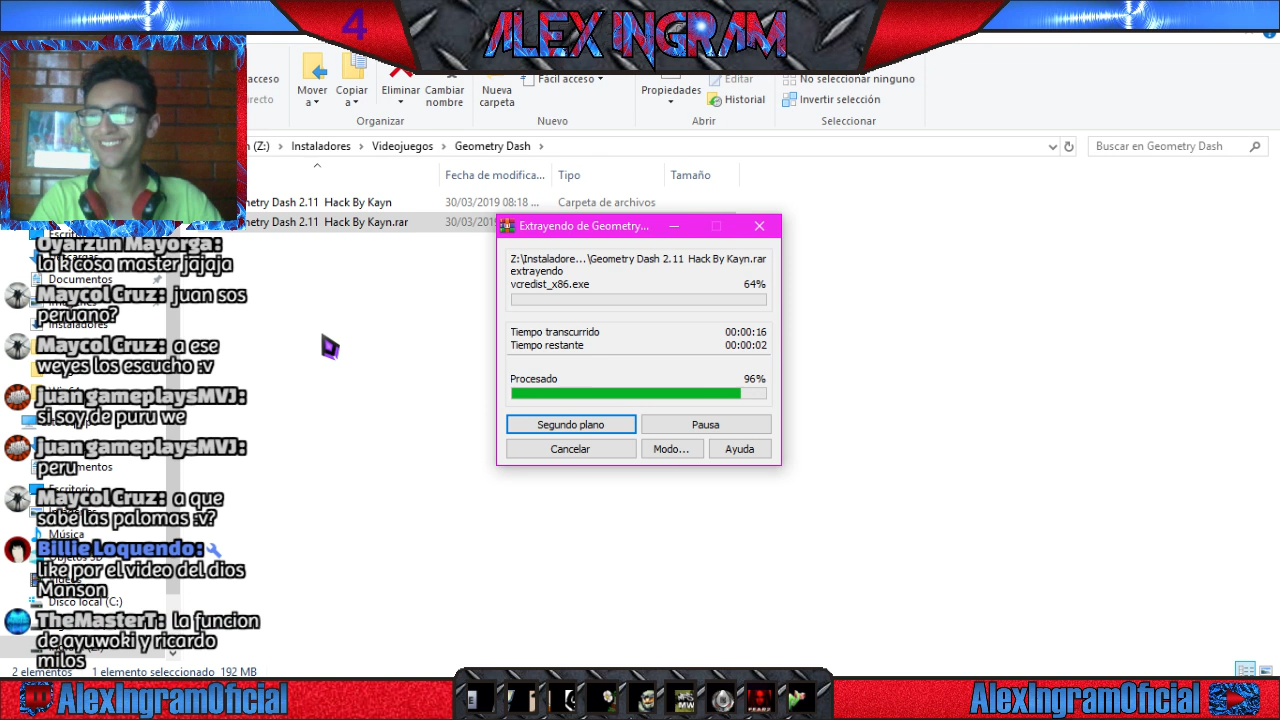 4
ALEX INGRAM
acceso
Mover
a
Copiar
a
Eliminar
Cambiar
nombre
Nueva
carpeta
Fácil acceso
Propiedades
Editar
Historial
No seleccionar ninguno
Invertir selección
Organizar
Nuevo
Abrir
Seleccionar
(Z:) > Instaladores > Videojuegos > Geometry Dash >
Buscar en Geometry Dash
Fecha de modifica...
Tipo
Tamaño
metry Dash 2.11 Hack By Kayn
30/03/2019 08:18 ...
Carpeta de archivos
metry Dash 2.11 Hack By Kayn.rar
Extrayendo de Geometry...
Z:\Instaladore...\Geometry Dash 2.11 Hack By Kayn.rar
extrayendo
vcredist_x86.exe 64%
Tiempo transcurrido 00:00:16
Tiempo restante 00:00:02
Procesado 96%
Segundo plano
Pausa
Cancelar
Modo...
Ayuda
Oyarzun Mayorga:
la k cosa master jajaja
Documentos
Maycol Cruz: juan sos
peruano?
Instaladores
Maycol Cruz: a ese
weyes los escucho :v
juan gameplaysMVJ:
si soy de puru we
juan gameplaysMVJ:
peru
Maycol Cruz: a que
sabe las palomas :v?
Música
Billie Loquendo:
like por el video del dios
Manson
Disco local (C:)
TheMasterT: la funcion
de ayuwoki y ricardo
milos
2 elementos 1 elemento seleccionado 192 MB
AlexIngramOficial
AlexIngramOficial